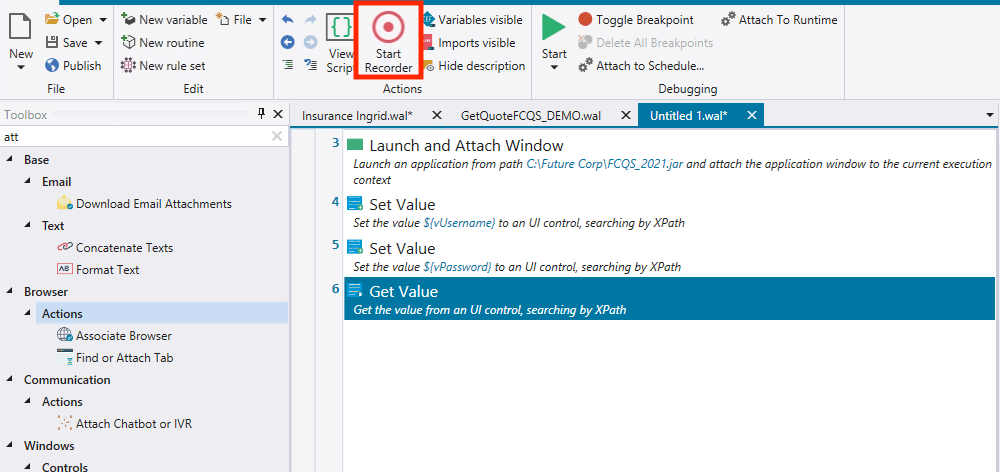 New
Open
Save
Publish
File
New variable
File
New routine
New rule set
Edit
View
Script
Start
Recorder
Variables visible
Imports visible
Hide description
Actions
Start
Toggle Breakpoint
Delete All Breakpoints
Attach to Schedule...
Attach To Runtime
Debugging
Toolbox
att
Base
Email
Download Email Attachments
Text
Concatenate Texts
Format Text
Browser
Actions
Associate Browser
Find or Attach Tab
Communication
Actions
Attach Chatbot or IVR
Windows
Controls
Insurance Ingrid.wal*
GetQuoteFCQS_DEMO.wal
Untitled 1.wal*
3 Launch and Attach Window
Launch an application from path C:\Future Corp\FCQS_2021.jar and attach the application window to the current execution
context
4 Set Value
Set the value ${vUsername} to an UI control, searching by XPath
5 Set Value
Set the value ${vPassword} to an UI control, searching by XPath
6 Get Value
Get the value from an UI control, searching by XPath